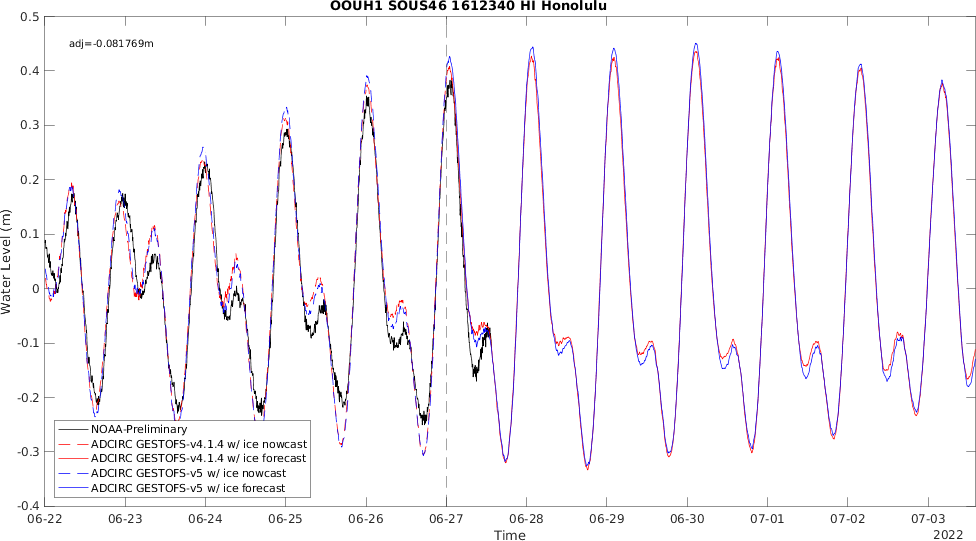 OOUH1 SOUS46 1612340 HI Honolulu
adj=-0.081769m
0.5
0.4
0.3
0.2
0.1
0
-0.1
-0.2
-0.3
-0.4
Water Level (m)
NOAA-Preliminary
ADCIRC GESTOFS-v4.1.4 w/ ice nowcast
ADCIRC GESTOFS-v4.1.4 w/ ice forecast
ADCIRC GESTOFS-v5 w/ ice nowcast
ADCIRC GESTOFS-v5 w/ ice forecast
06-22 06-23 06-24 06-25 06-26 06-27 06-28 06-29 06-30 07-01 07-02 07-03
Time
2022